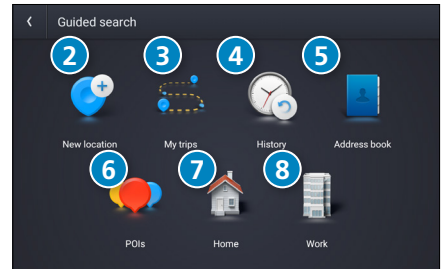 Guided search
2 3 4 5
New location My trips History Address book
6 7 8
POIs Home Work